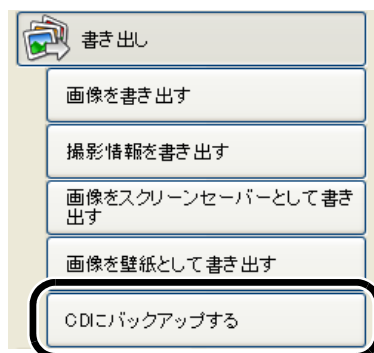 書き出し
画像を書き出す
撮影情報を書き出す
画像をスクリーンセーバーとして書き
出す
画像を壁紙として書き出す
CDにバックアップする